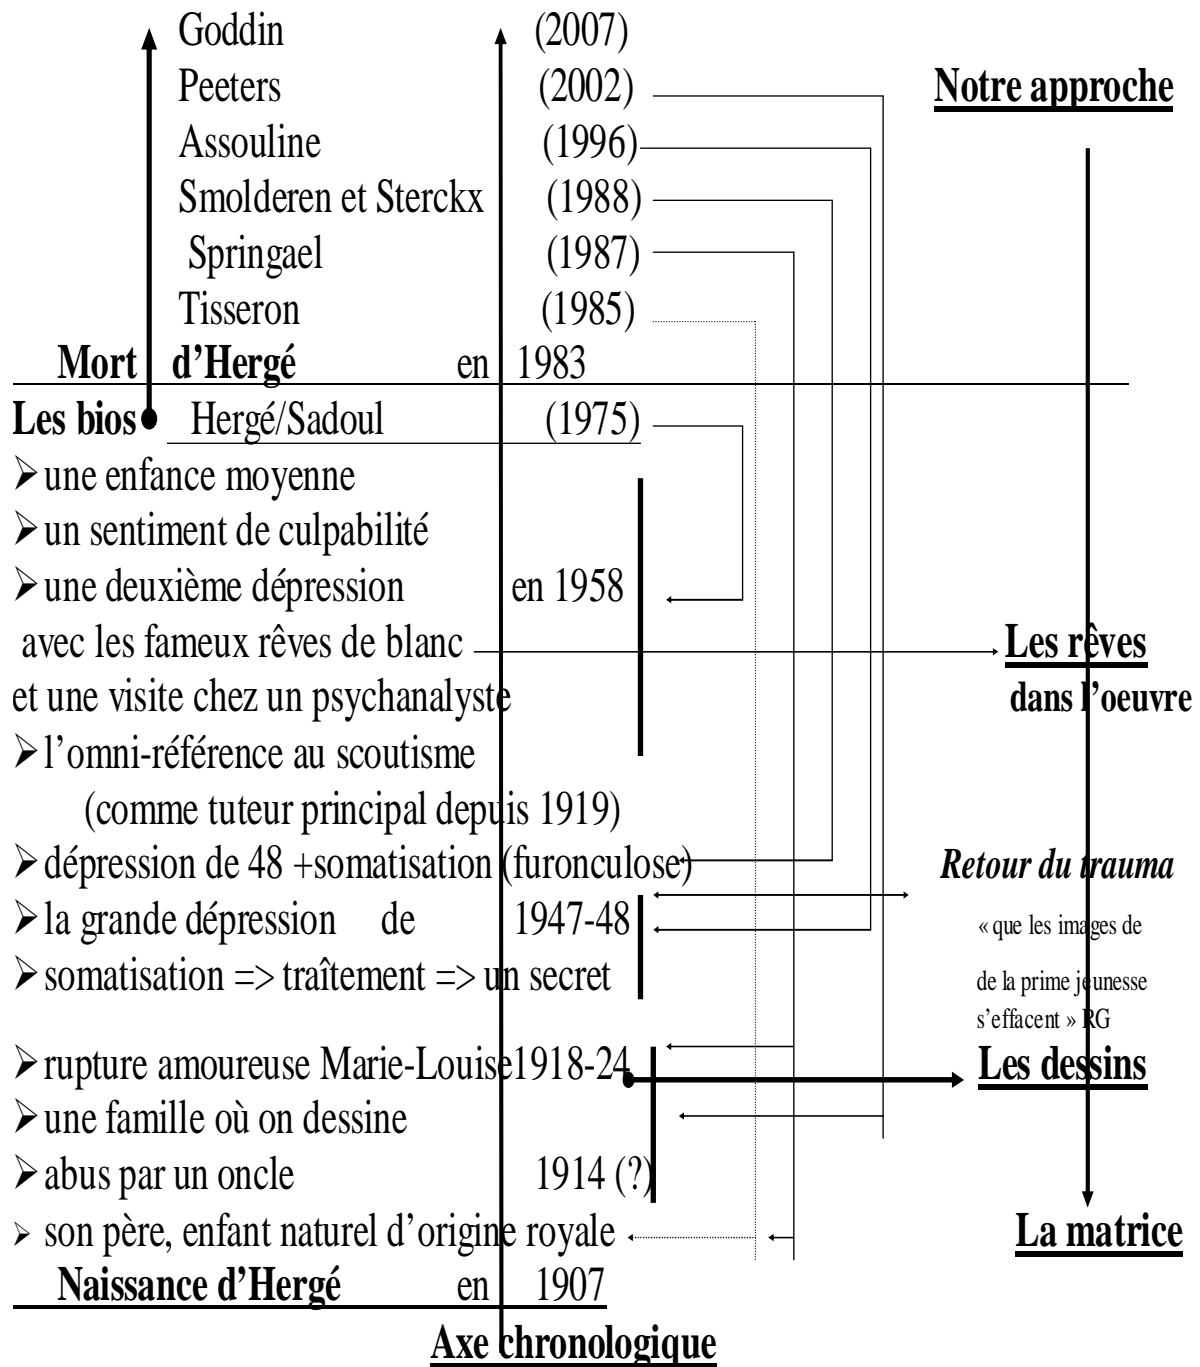 Goddin (2007)
Peeters (2002)
Notre approche
Assouline (1996)
Smolderen et Sterckx (1988)
Springael (1987)
Tisseron (1985)
Mort d’Hergé en 1983
Les bios Hergé/Sadoul (1975)
➢ une enfance moyenne
➢ un sentiment de culpabilité
➢ une deuxième dépression en 1958
avec les fameux rêves de blanc
Les rêves
et une visite chez un psychanalyste
dans l’oeuvre
➢ l’omni-référence au scoutisme
(comme tuteur principal depuis 1919)
➢ dépression de 48 +somatisation (furonculose)
Retour du trauma
➢ la grande dépression de 1947-48
« que les images de
➢ somatisation => traîtement => un secret
de la prime jeunesse
s’effacent » RG
➢ rupture amoureuse Marie-Louise1918-24
Les dessins
➢ une famille où on dessine
➢ abus par un oncle 1914 (?)
➢ son père, enfant naturel d’origine royale
La matrice
Naissance d’Hergé en 1907
Axe chronologique